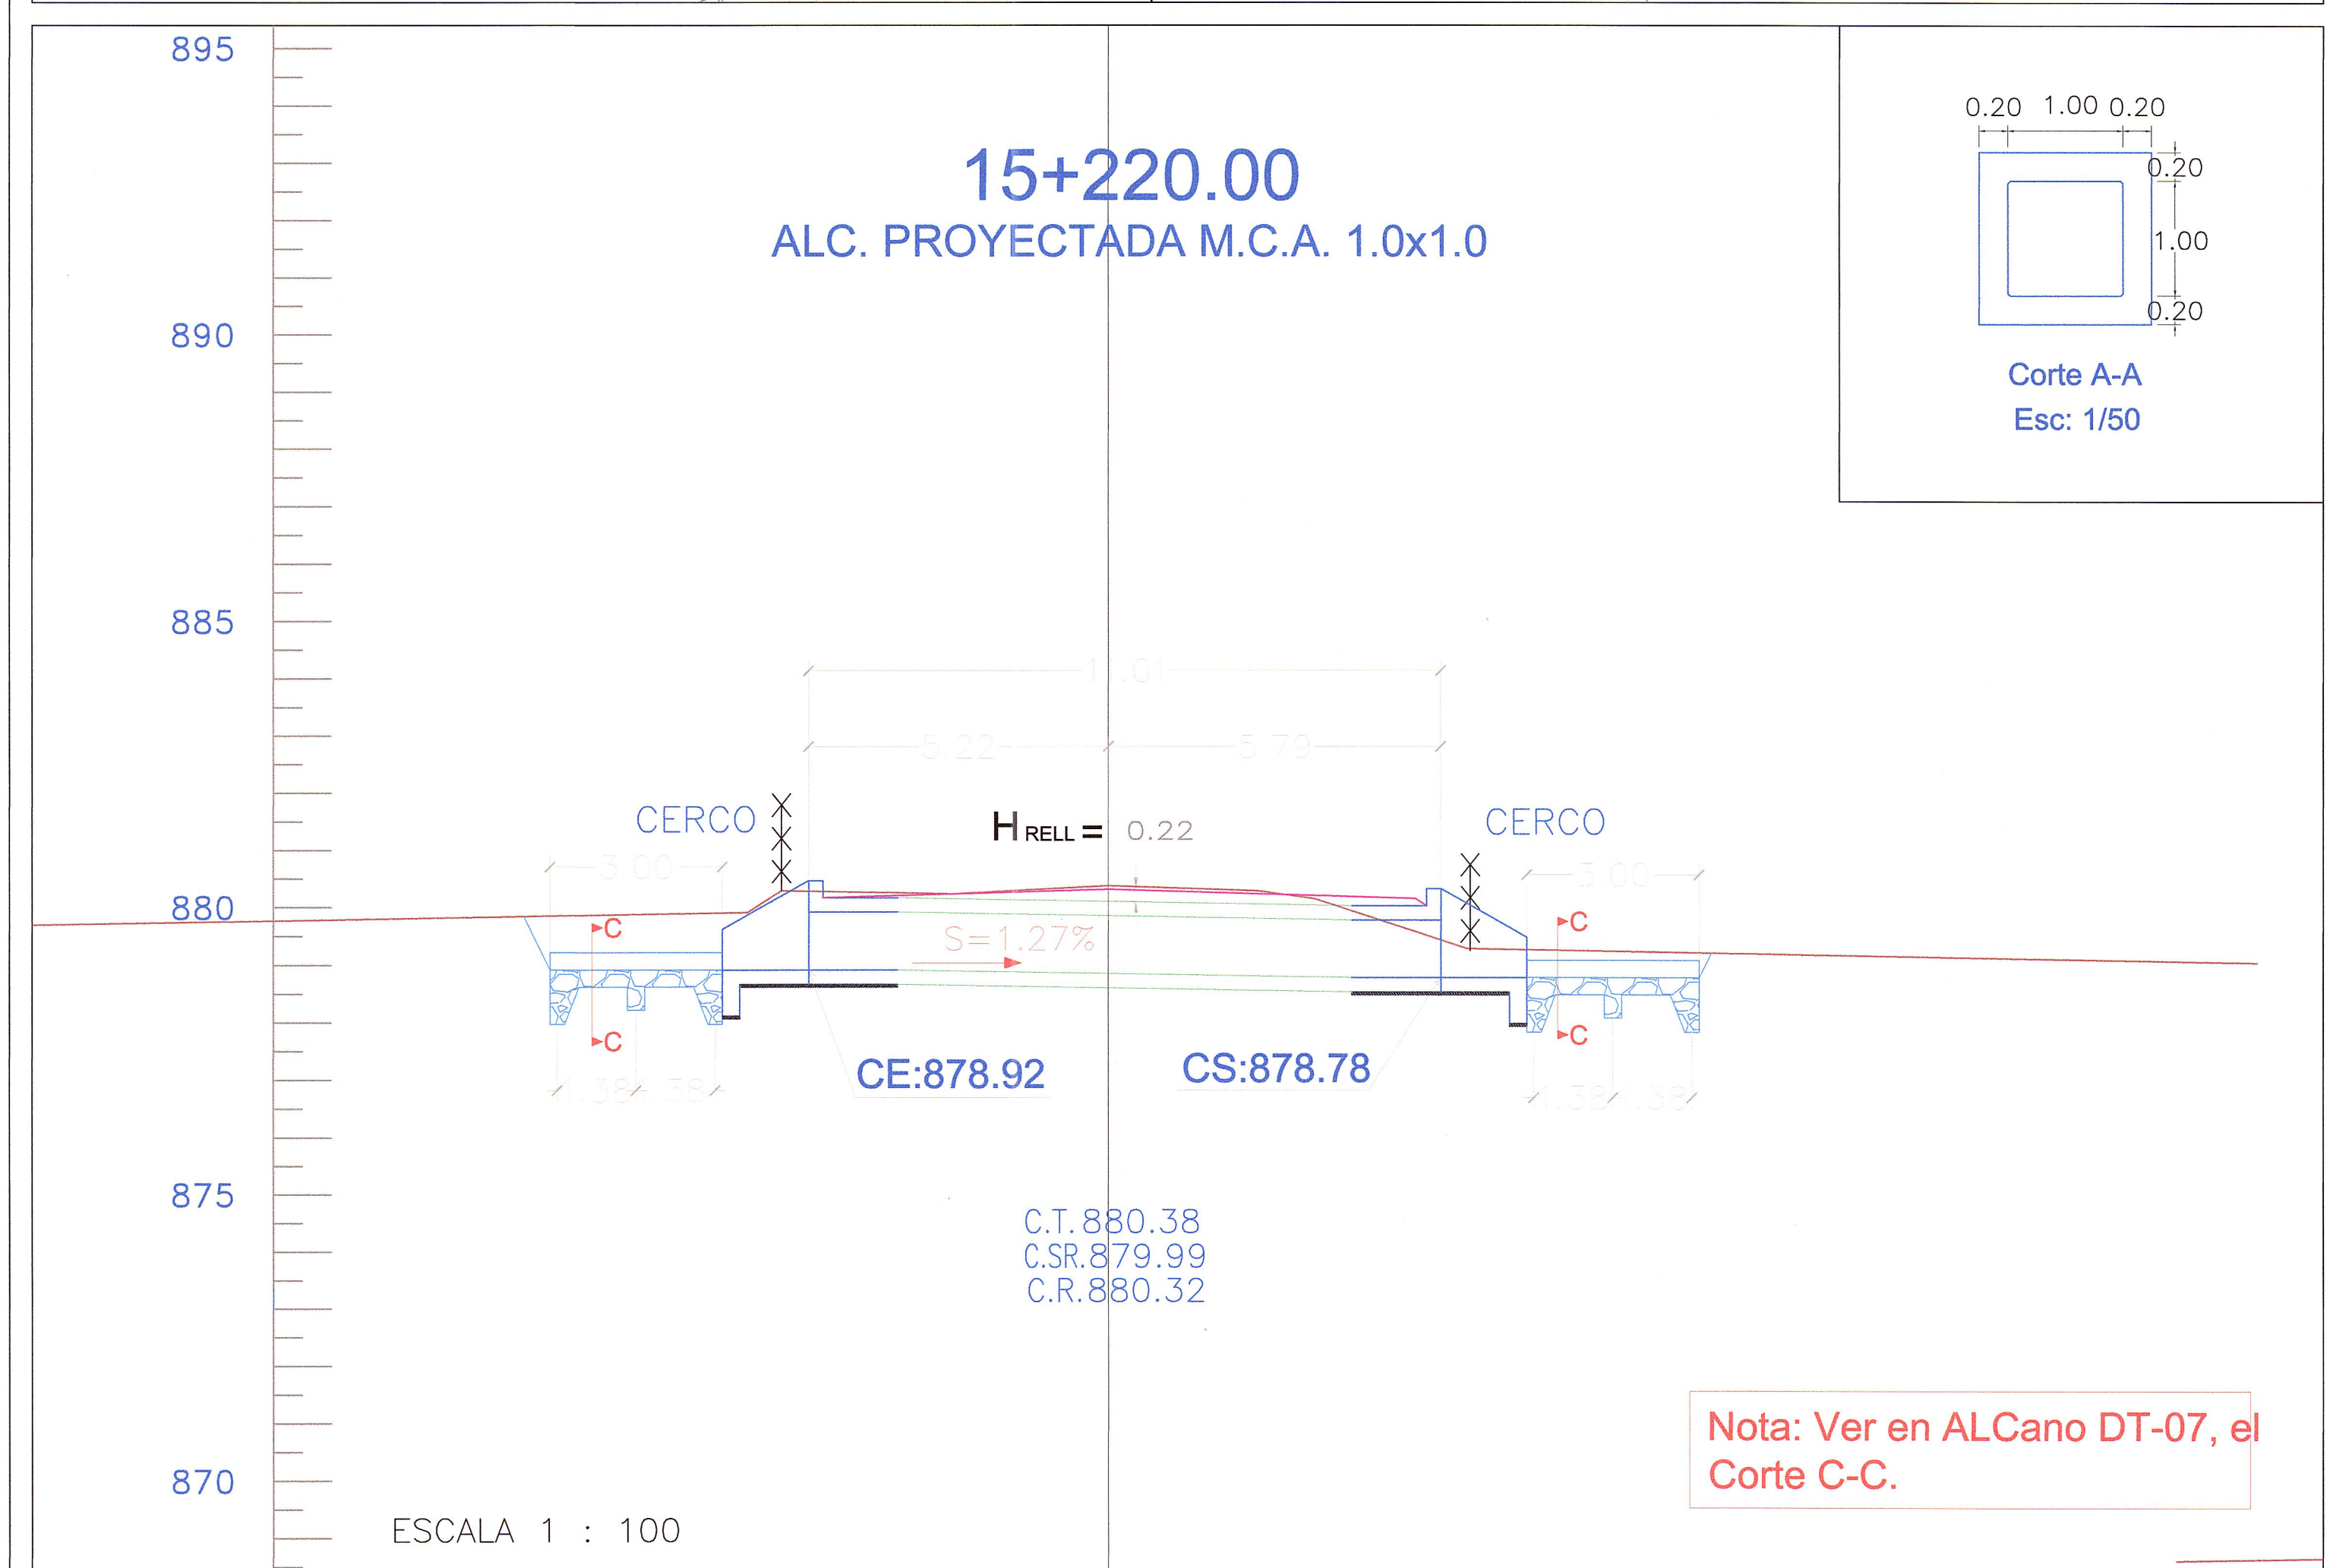 895
890
885
880
875
870
15+220.00
ALC. PROYECTADA M.C.A. 1.0x1.0
0.20 1.00 0.20
0.20
1.00
0.20
Corte A-A
Esc: 1/50
11.01
5.22
5.79
CERCO
H RELL = 0.22
CERCO
3.00
3.00
C
C
S=1.27%
C
C
CE:878.92
CS:878.78
1.38
1.38
1.38
1.38
C.T.880.38
C.SR.879.99
C.R.880.32
Nota: Ver en ALCano DT-07, el
Corte C-C.
ESCALA 1 : 100